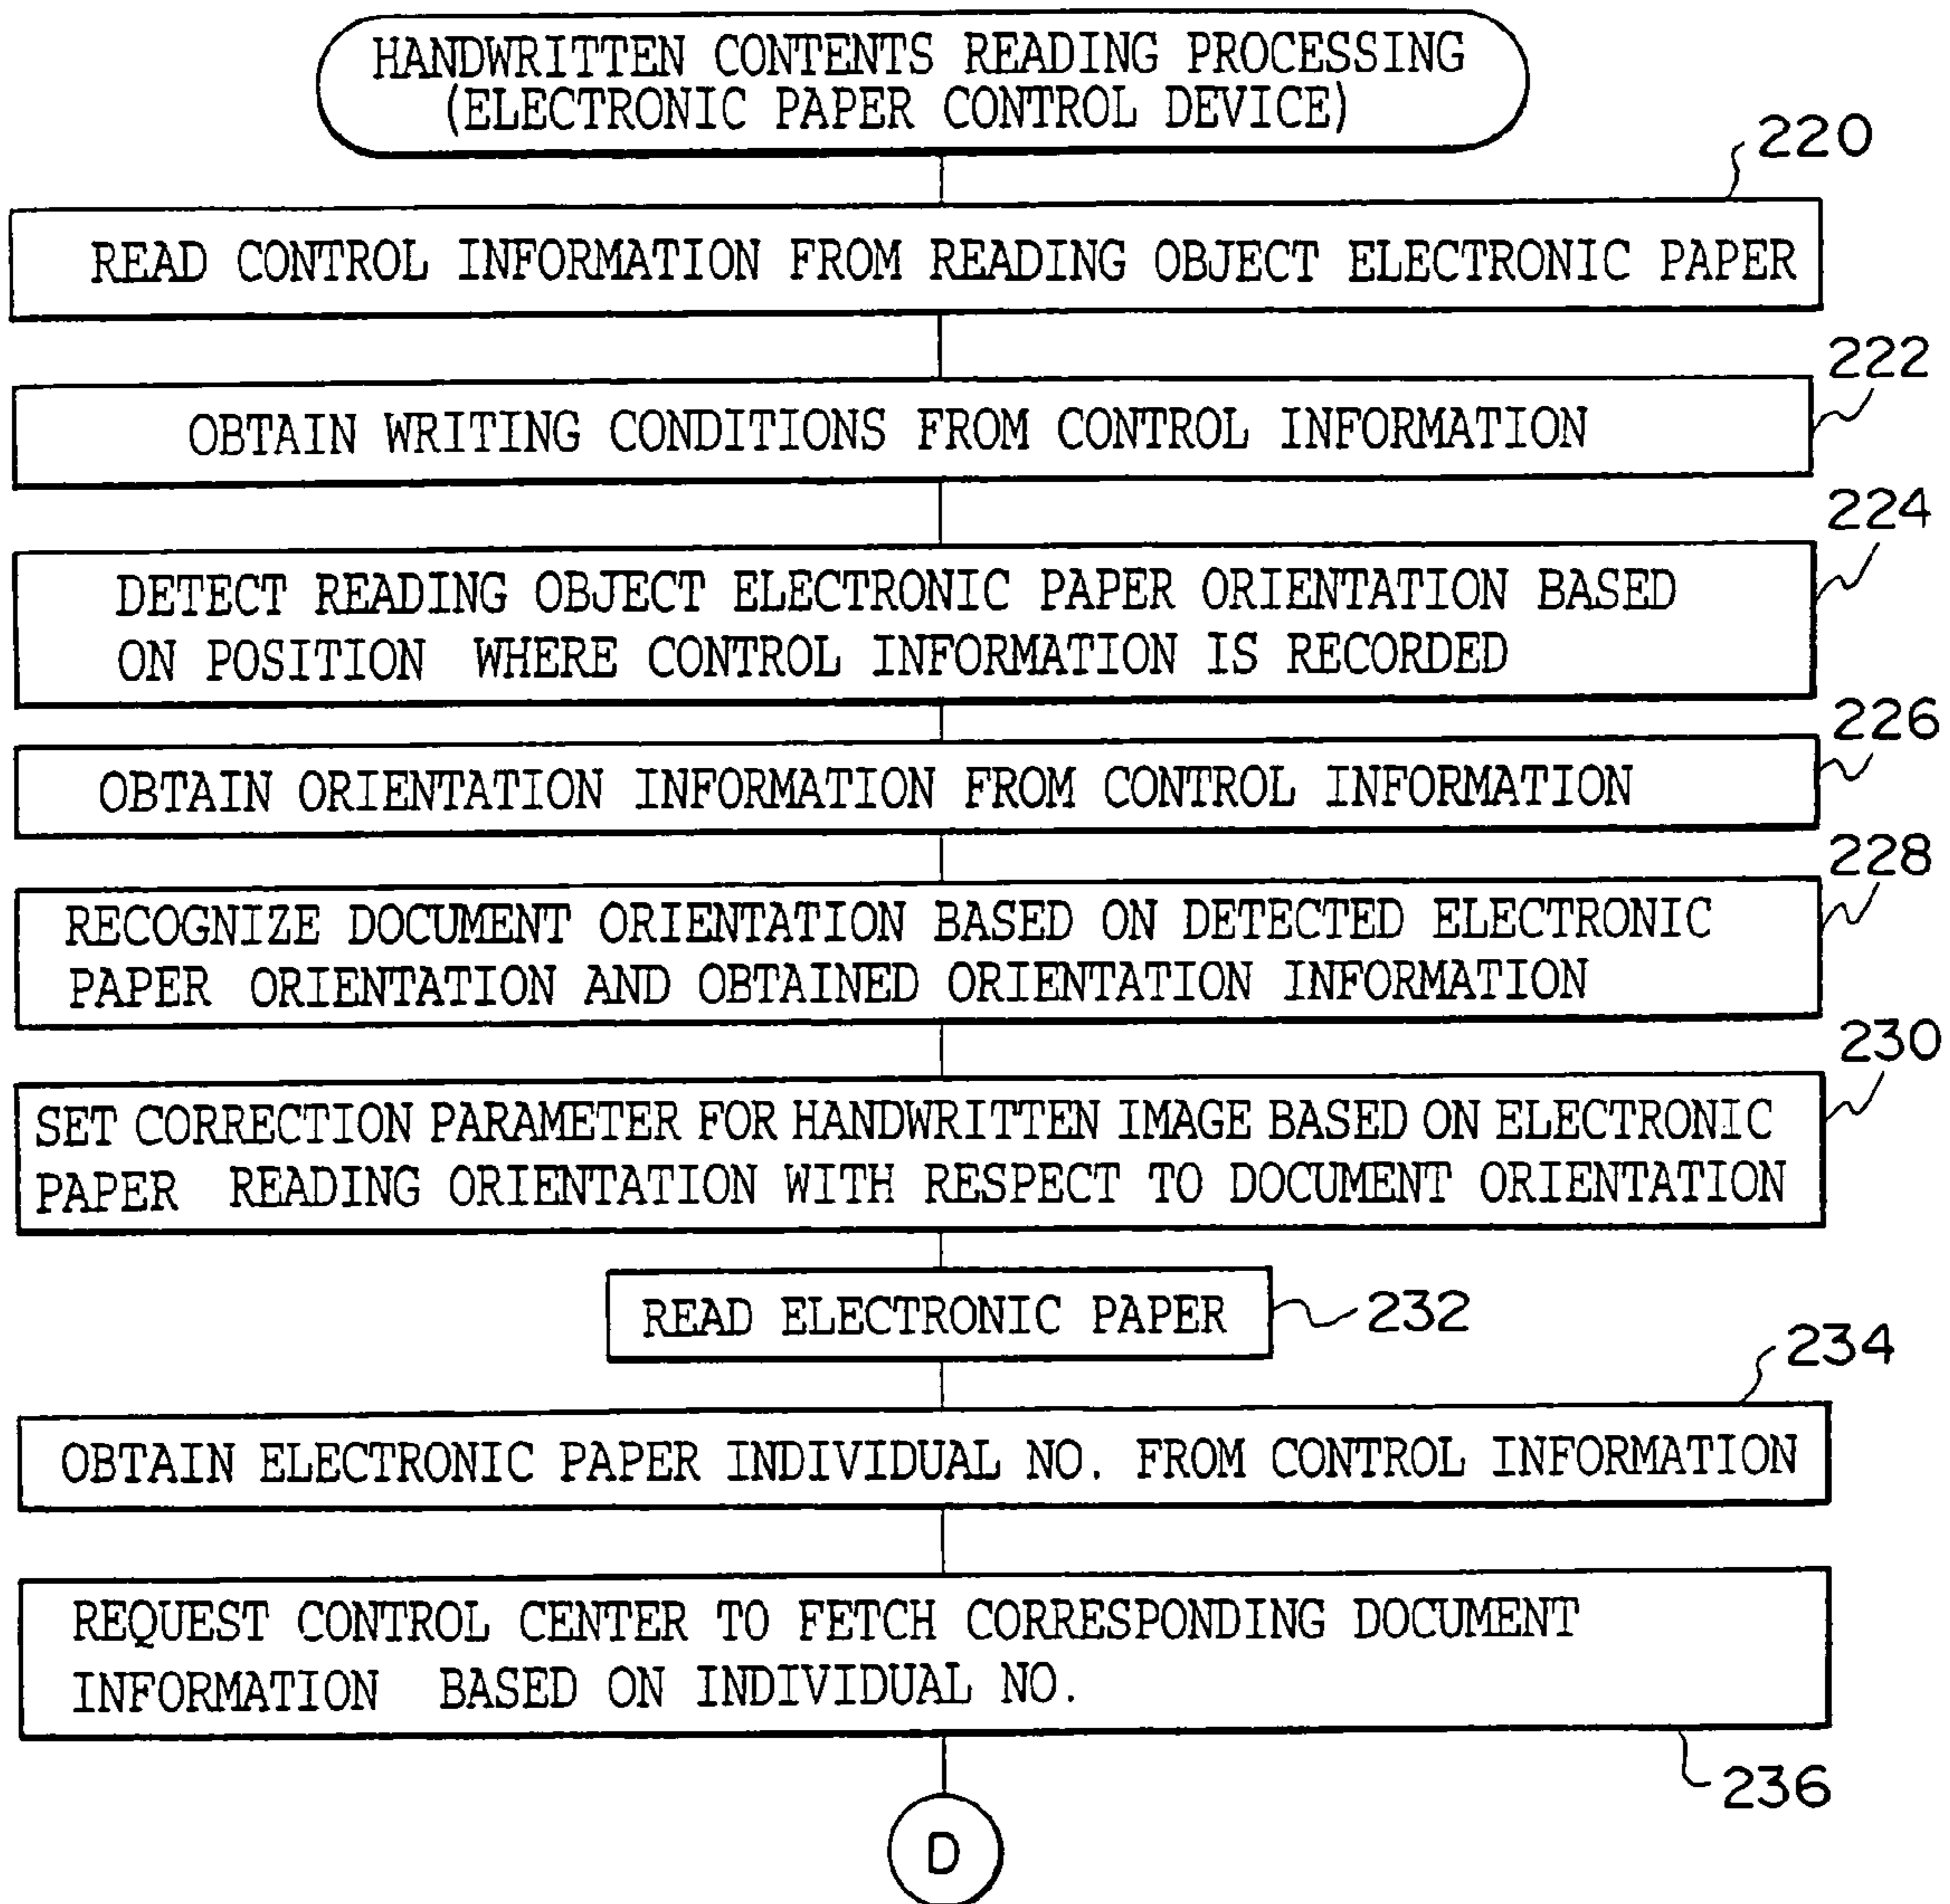 HANDWRITTEN CONTENTS READING PROCESSING
(ELECTRONIC PAPER CONTROL DEVICE)
220
READ CONTROL INFORMATION FROM READING OBJECT ELECTRONIC PAPER
222
OBTAIN WRITING CONDITIONS FROM CONTROL INFORMATION
224
DETECT READING OBJECT ELECTRONIC PAPER ORIENTATION BASED
ON POSITION WHERE CONTROL INFORMATION IS RECORDED
226
OBTAIN ORIENTATION INFORMATION FROM CONTROL INFORMATION
228
RECOGNIZE DOCUMENT ORIENTATION BASED ON DETECTED ELECTRONIC
PAPER ORIENTATION AND OBTAINED ORIENTATION INFORMATION
230
SET CORRECTION PARAMETER FOR HANDWRITTEN IMAGE BASED ON ELECTRONIC
PAPER READING ORIENTATION WITH RESPECT TO DOCUMENT ORIENTATION
READ ELECTRONIC PAPER 232
234
OBTAIN ELECTRONIC PAPER INDIVIDUAL NO. FROM CONTROL INFORMATION
REQUEST CONTROL CENTER TO FETCH CORRESPONDING DOCUMENT
INFORMATION BASED ON INDIVIDUAL NO.
236
D